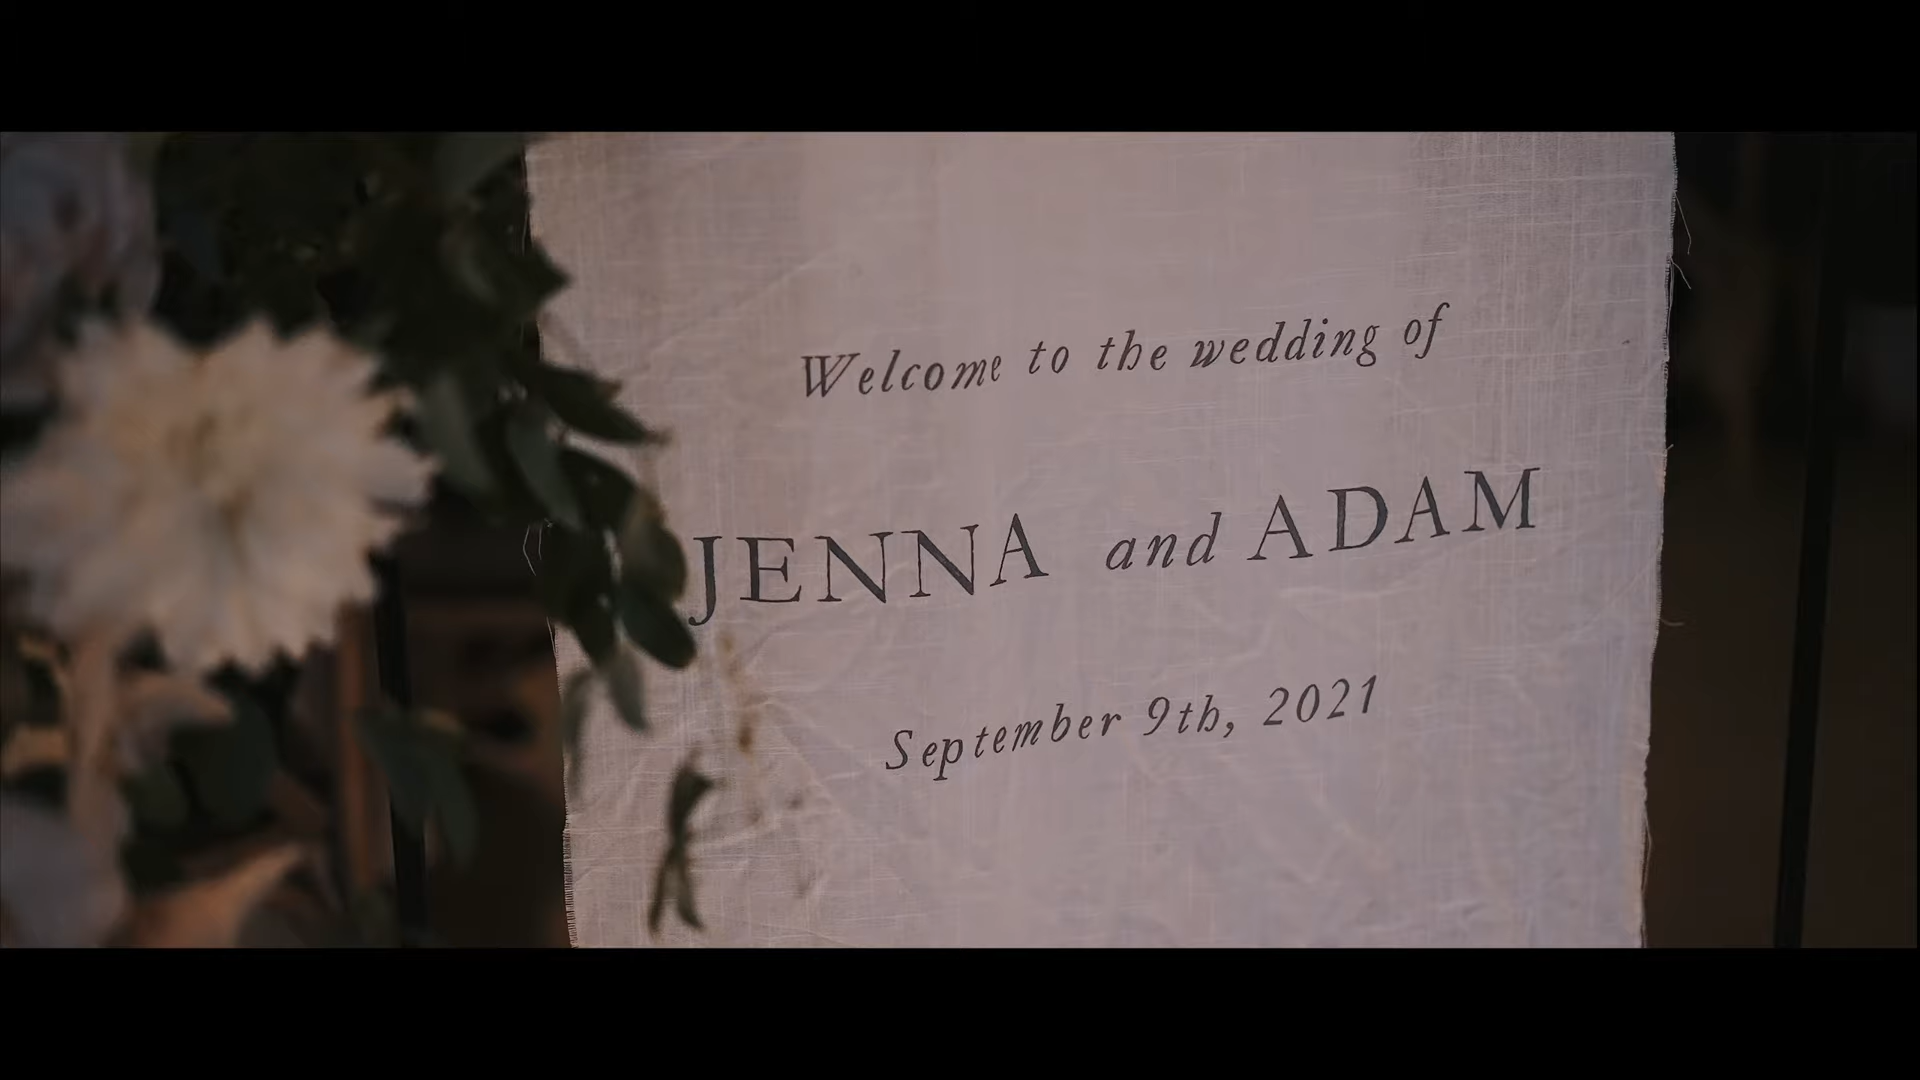 Welcome to the wedding of
JENNA and ADAM
September 9th, 2021